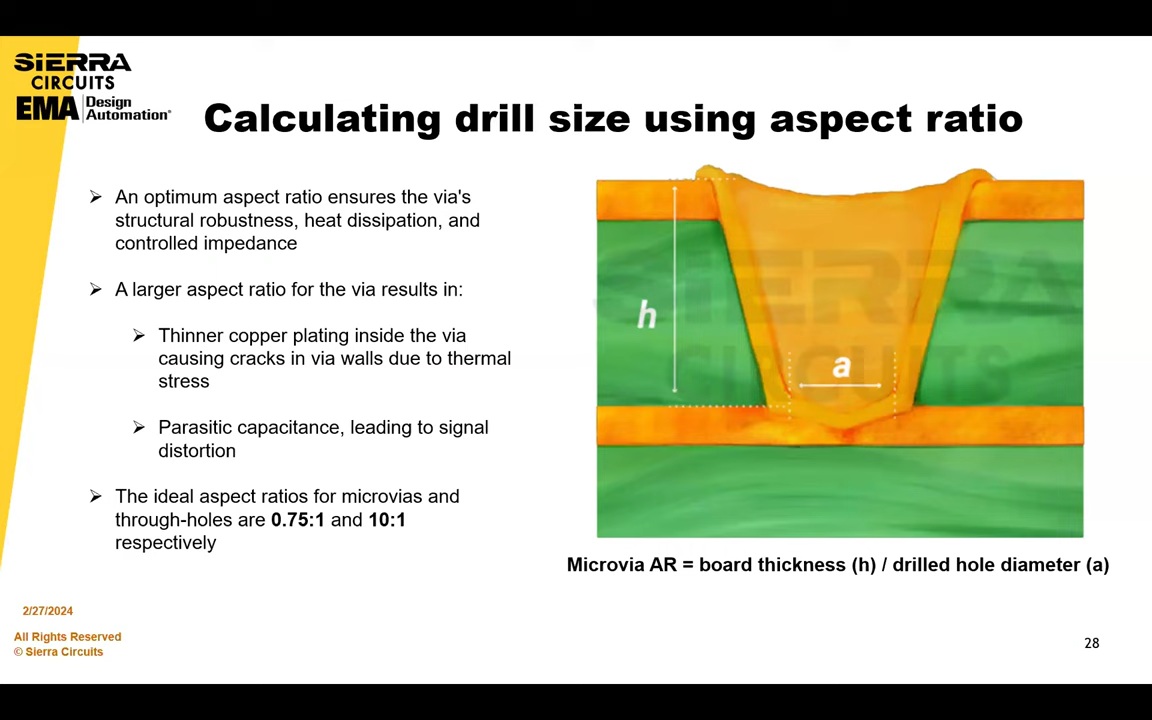 SIERRA
CIRCUITS
EMA Design
Automation®
Calculating drill size using aspect ratio
➢ An optimum aspect ratio ensures the via's
structural robustness, heat dissipation, and
controlled impedance
➢ A larger aspect ratio for the via results in:
➢ Thinner copper plating inside the via
causing cracks in via walls due to thermal
stress
➢ Parasitic capacitance, leading to signal
distortion
➢ The ideal aspect ratios for microvias and
through-holes are 0.75:1 and 10:1
respectively
SIERRA
CIRCUITS
h
a
Microvia AR = board thickness (h) / drilled hole diameter (a)
2/27/2024
All Rights Reserved
© Sierra Circuits
28